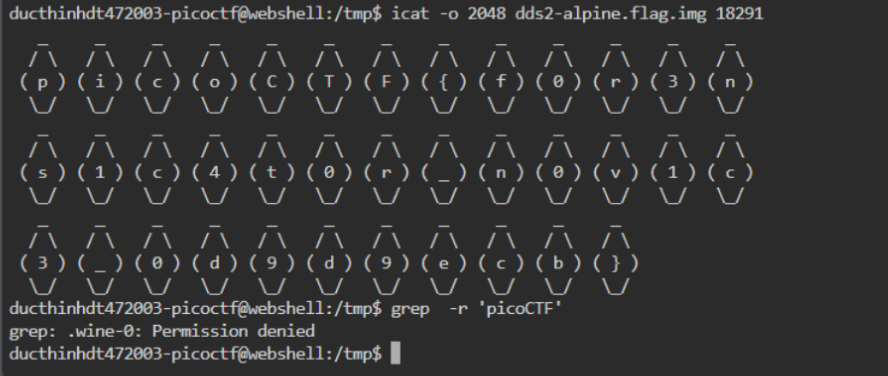 ducthinhdt472003-picoctf@webshell:/tmp$ icat -o 2048 dds2-alpine.flag.img 18291
( p ) ( i ) ( c ) ( o ) ( C ) ( T ) ( F ) ( { ) ( f ) ( 0 ) ( r ) ( 3 ) ( n )
( s ) ( 1 ) ( c ) ( 4 ) ( t ) ( 0 ) ( r ) ( _ ) ( n ) ( 0 ) ( v ) ( 1 ) ( c )
( 3 ) ( _ ) ( 0 ) ( d ) ( 9 ) ( d ) ( 9 ) ( e ) ( c ) ( b ) ( } )
ducthinhdt472003-picoctf@webshell:/tmp$ grep  -r 'picoCTF'
grep: .wine-0: Permission denied
ducthinhdt472003-picoctf@webshell:/tmp$